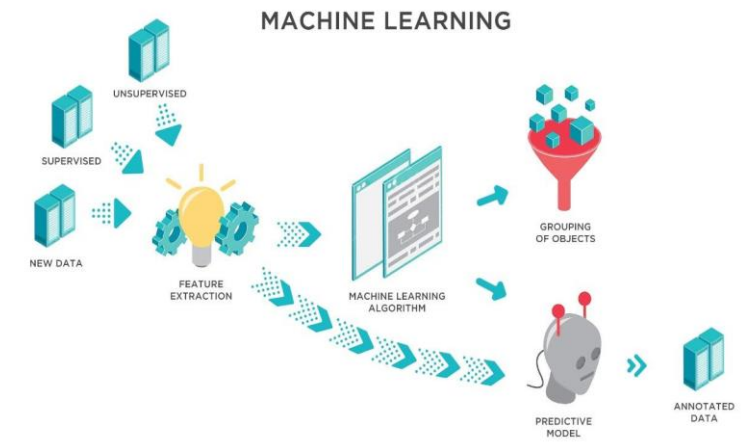 MACHINE LEARNING
UNSUPERVISED
SUPERVISED
NEW DATA
FEATURE
EXTRACTION
MACHINE LEARNING
ALGORITHM
GROUPING
OF OBJECTS
PREDICTIVE
MODEL
ANNOTATED
DATA